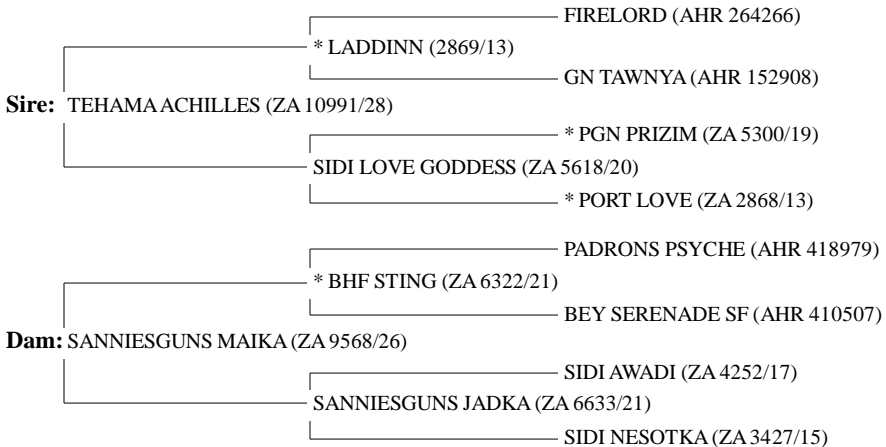 FIRELORD (AHR 264266)
* LADDINN (2869/13)
GN TAWNYA (AHR 152908)
Sire: TEHAMA ACHILLES (ZA 10991/28)
* PGN PRIZIM (ZA 5300/19)
SIDI LOVE GODDESS (ZA 5618/20)
* PORT LOVE (ZA 2868/13)
PADRONS PSYCHE (AHR 418979)
* BHF STING (ZA 6322/21)
BEY SERENADE SF (AHR 410507)
Dam: SANNIESGUNS MAIKA (ZA 9568/26)
SIDI AWADI (ZA 4252/17)
SANNIESGUNS JADKA (ZA 6633/21)
SIDI NESOTKA (ZA 3427/15)